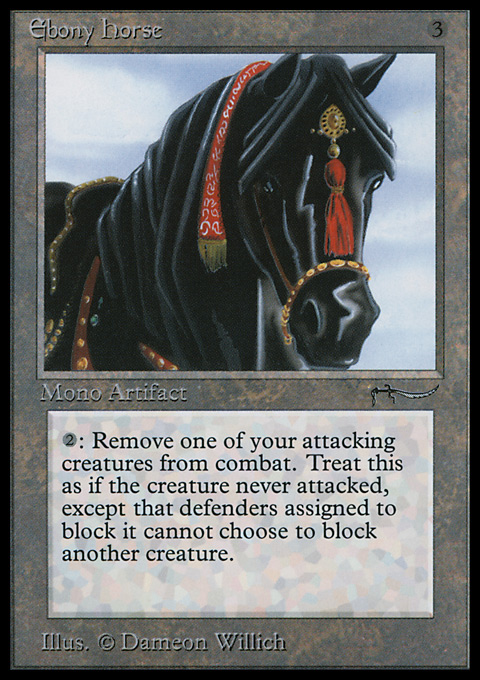 Ebony Horse 3
Mono Artifact
2: Remove one of your attacking
creatures from combat. Treat this
as if the creature never attacked,
except that defenders assigned to
block it cannot choose to block
another creature.
Illus. © Dameon Willich